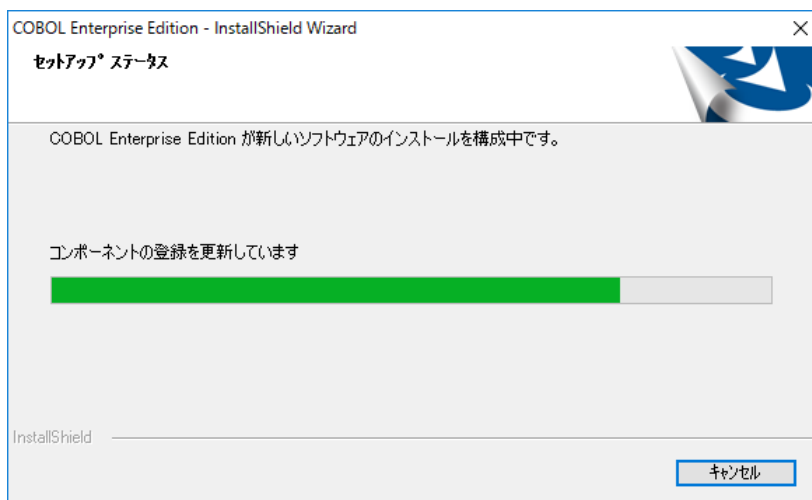 COBOL Enterprise Edition - InstallShield Wizard
ｾｯﾄｱｯﾌﾟ ｽﾃｰﾀｽ
COBOL Enterprise Edition が新しいソフトウェアのインストールを構成中です。
コンポーネントの登録を更新しています
InstallShield
ｷｬﾝｾﾙ